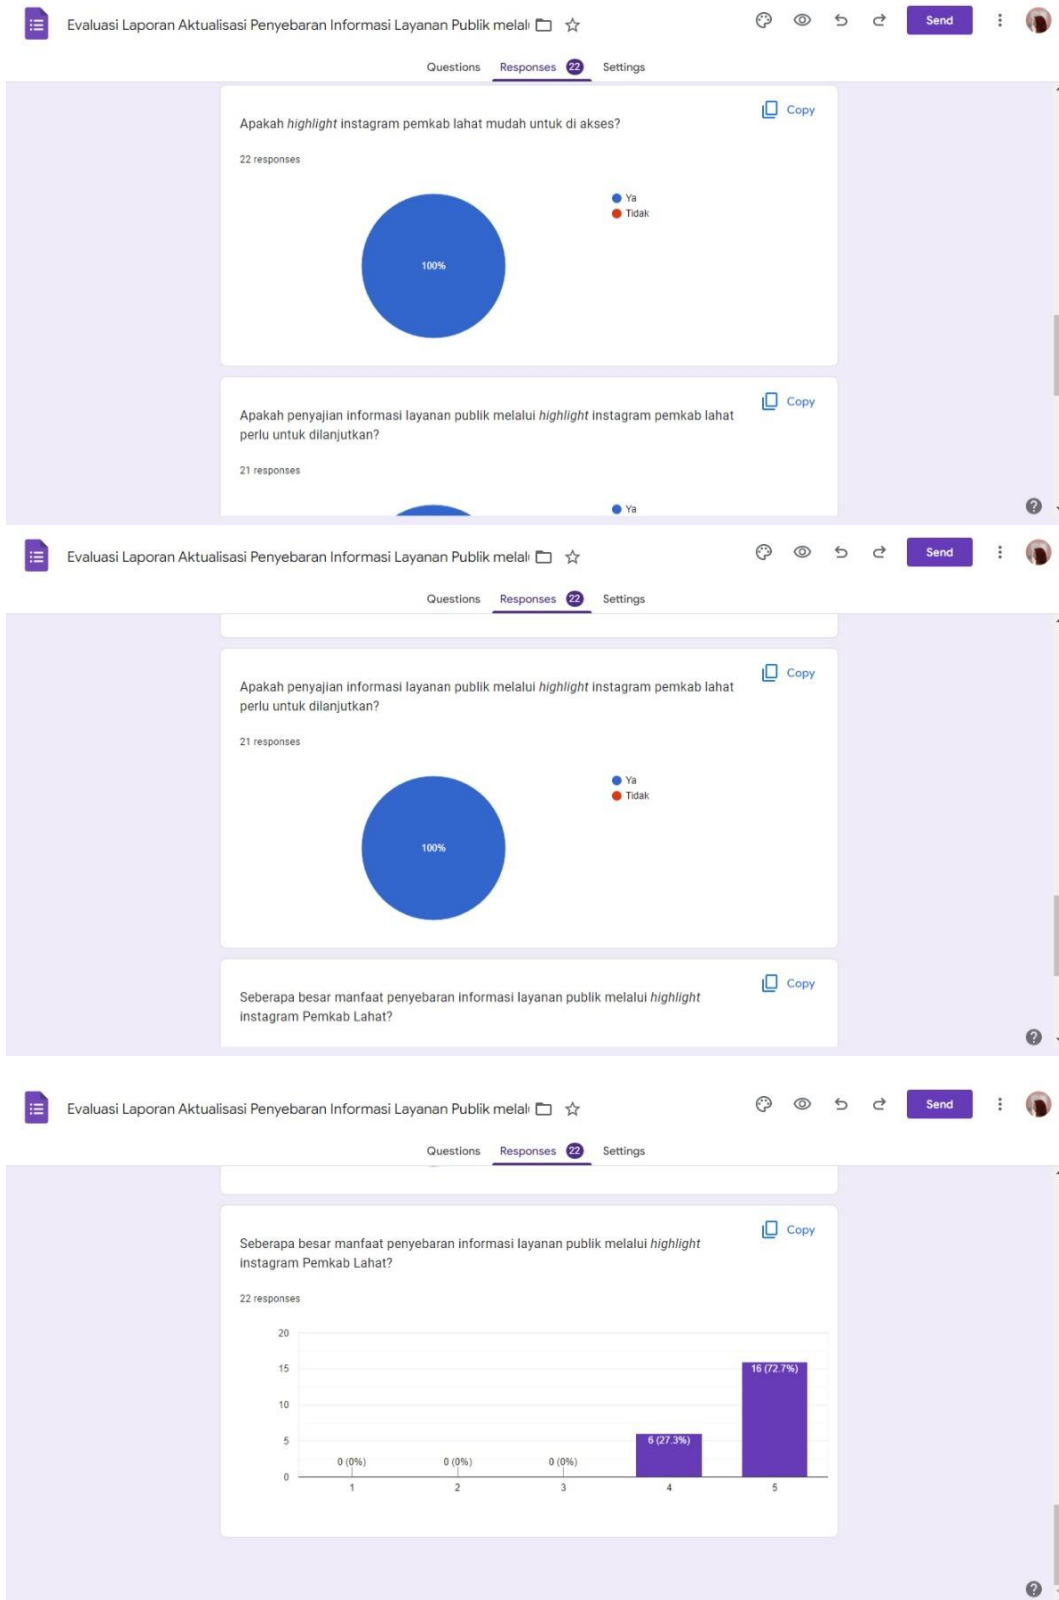 Evaluasi Laporan Aktualisasi Penyebaran Informasi Layanan Publik melal
Send
Questions Responses 22 Settings
Copy
Apakah highlight instagram pemkab lahat mudah untuk di akses?
22 responses
Ya
Tidak
100%
Copy
Apakah penyajian informasi layanan publik melalui highlight instagram pemkab lahat
perlu untuk dilanjutkan?
21 responses
Ya
Evaluasi Laporan Aktualisasi Penyebaran Informasi Layanan Publik melal
Send
Questions Responses 22 Settings
Copy
Apakah penyajian informasi layanan publik melalui highlight instagram pemkab lahat
perlu untuk dilanjutkan?
21 responses
Ya
Tidak
100%
Copy
Seberapa besar manfaat penyebaran informasi layanan publik melalui highlight
instagram Pemkab Lahat?
Evaluasi Laporan Aktualisasi Penyebaran Informasi Layanan Publik melal
Send
Questions Responses 22 Settings
Copy
Seberapa besar manfaat penyebaran informasi layanan publik melalui highlight
instagram Pemkab Lahat?
22 responses
20
15
10
5
0
0 (0%) 0 (0%) 0 (0%) 6 (27.3%) 16 (72.7%)
1 2 3 4 5